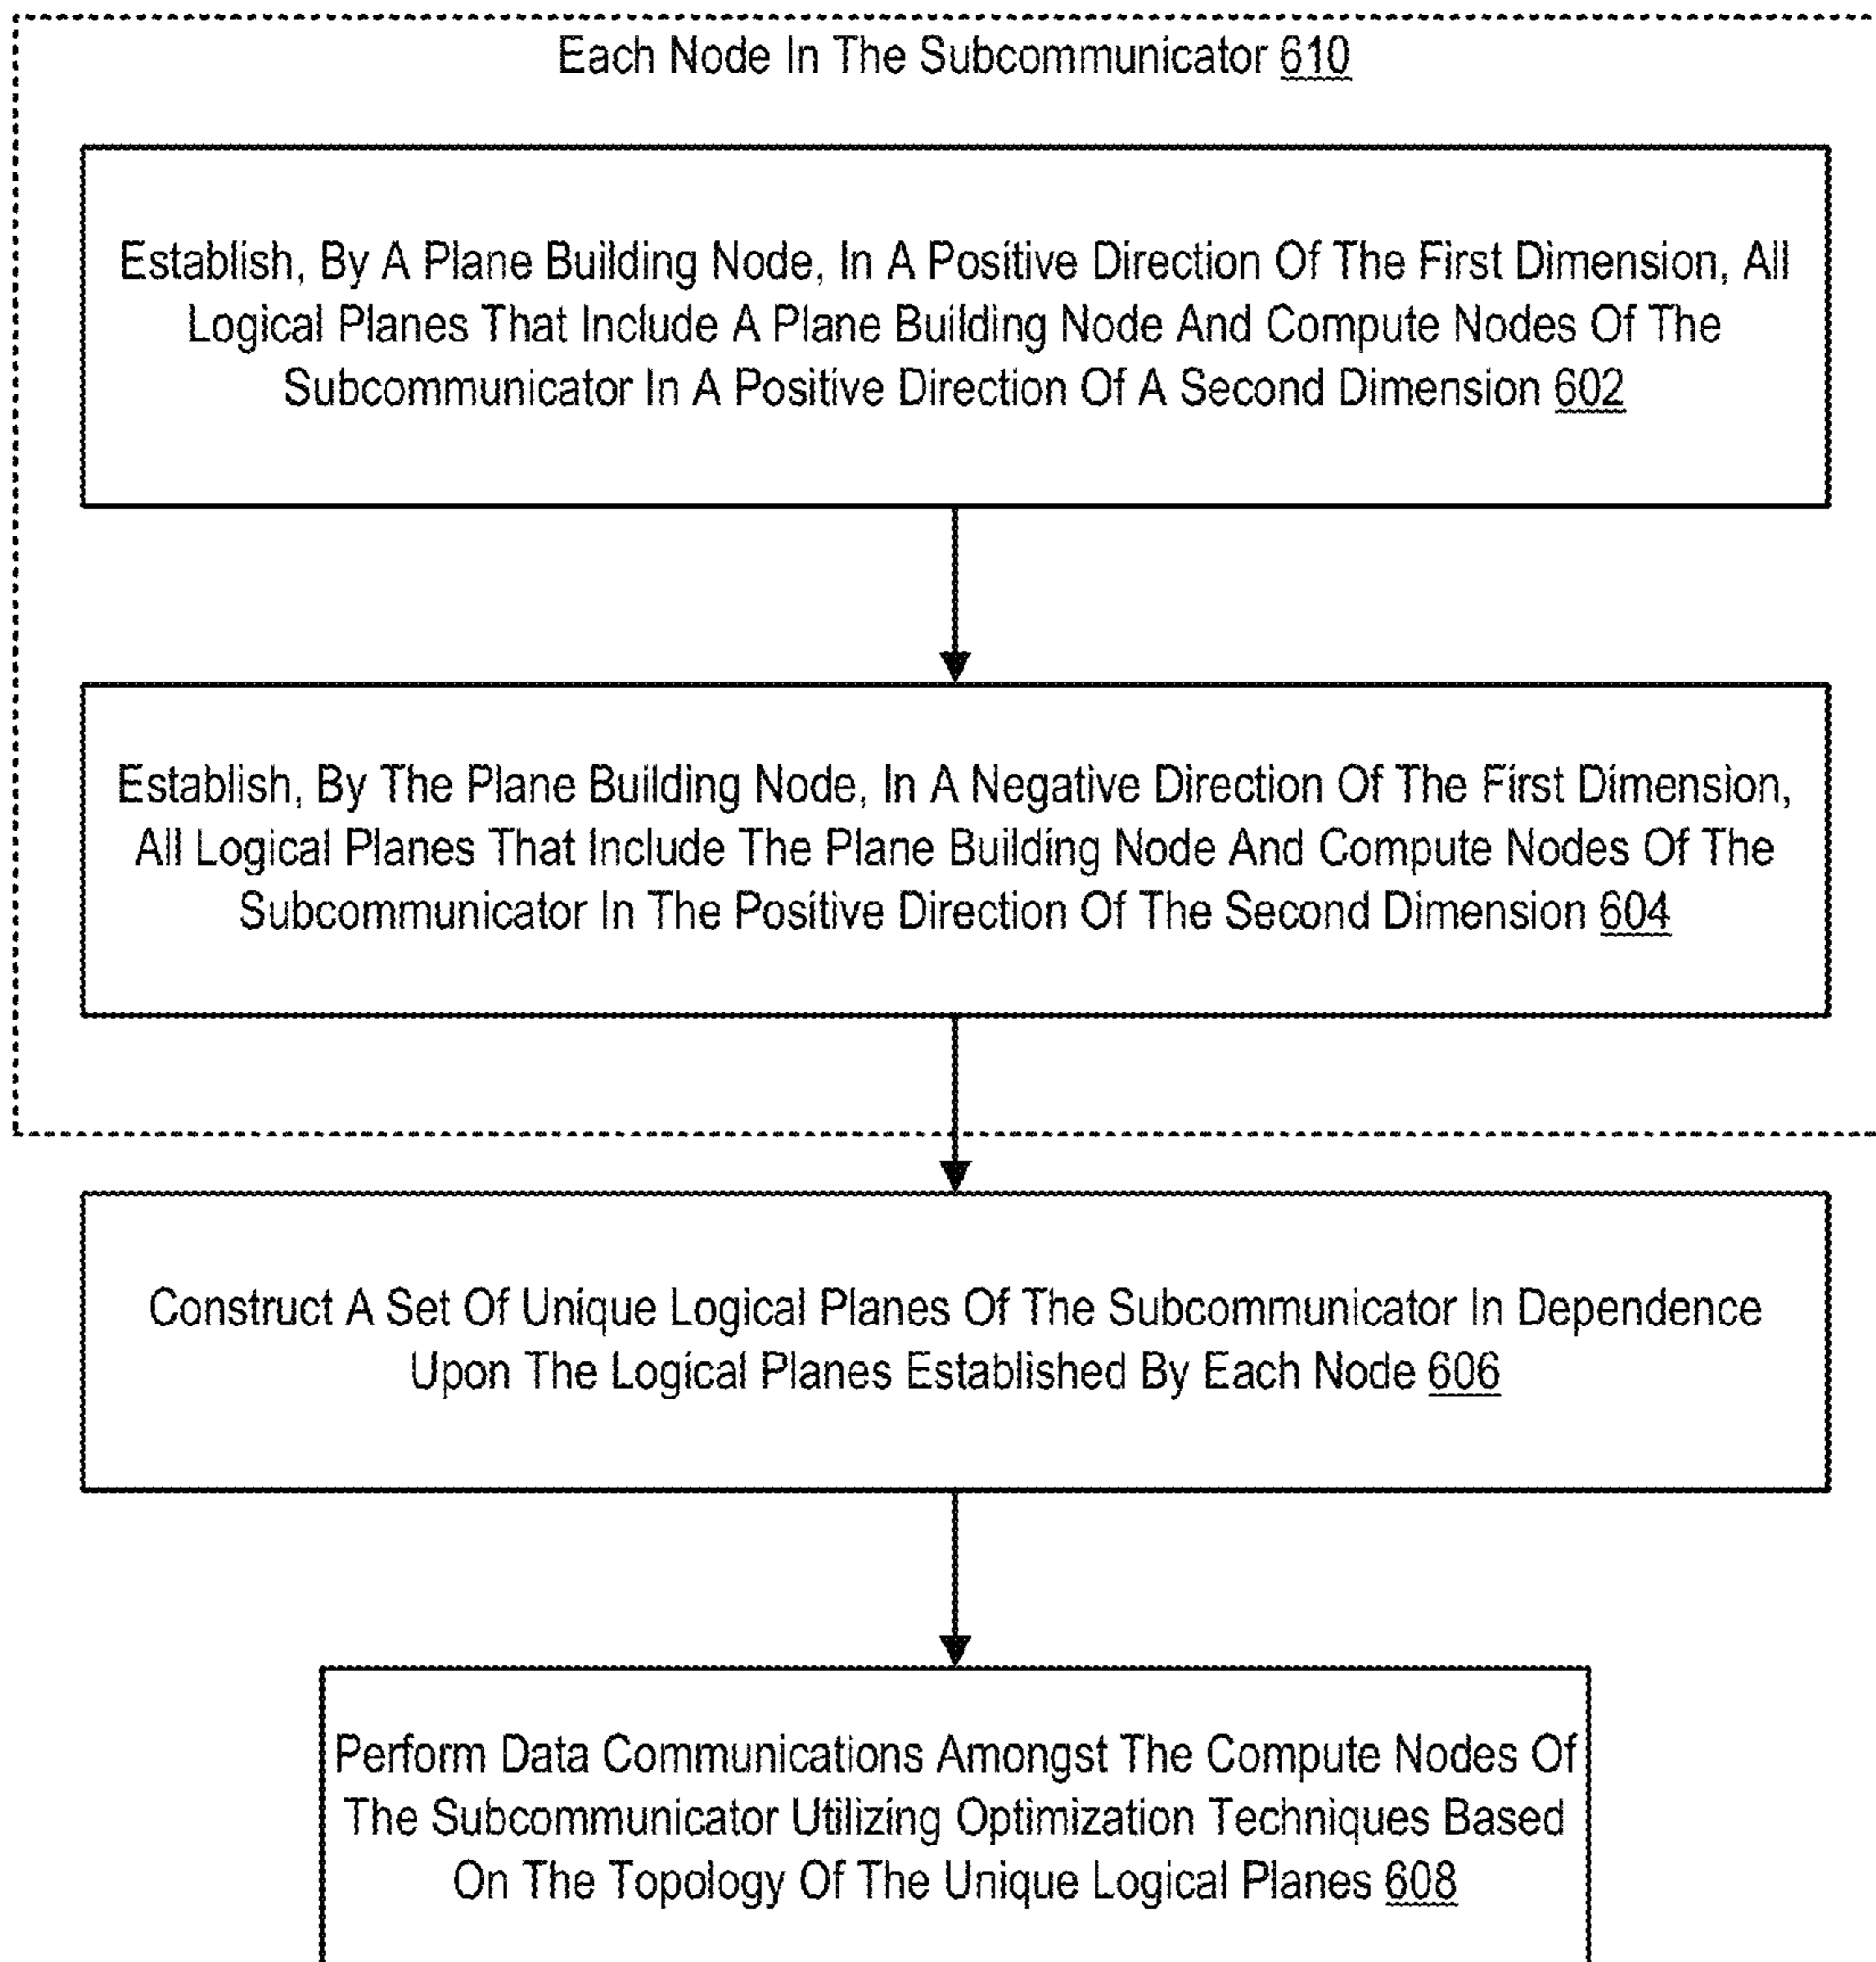 Each Node In The Subcommunicator 610
Establish, By A Plane Building Node, In A Positive Direction Of The First Dimension, All
Logical Planes That Include A Plane Building Node And Compute Nodes Of The
Subcommunicator In A Positive Direction Of A Second Dimension 602
Establish, By The Plane Building Node, In A Negative Direction Of The First Dimension,
All Logical Planes That Include The Plane Building Node And Compute Nodes Of The
Subcommunicator In The Positive Direction Of The Second Dimension 604
Construct A Set Of Unique Logical Planes Of The Subcommunicator In Dependence
Upon The Logical Planes Established By Each Node 606
Perform Data Communications Amongst The Compute Nodes Of
The Subcommunicator Utilizing Optimization Techniques Based
On The Topology Of The Unique Logical Planes 608